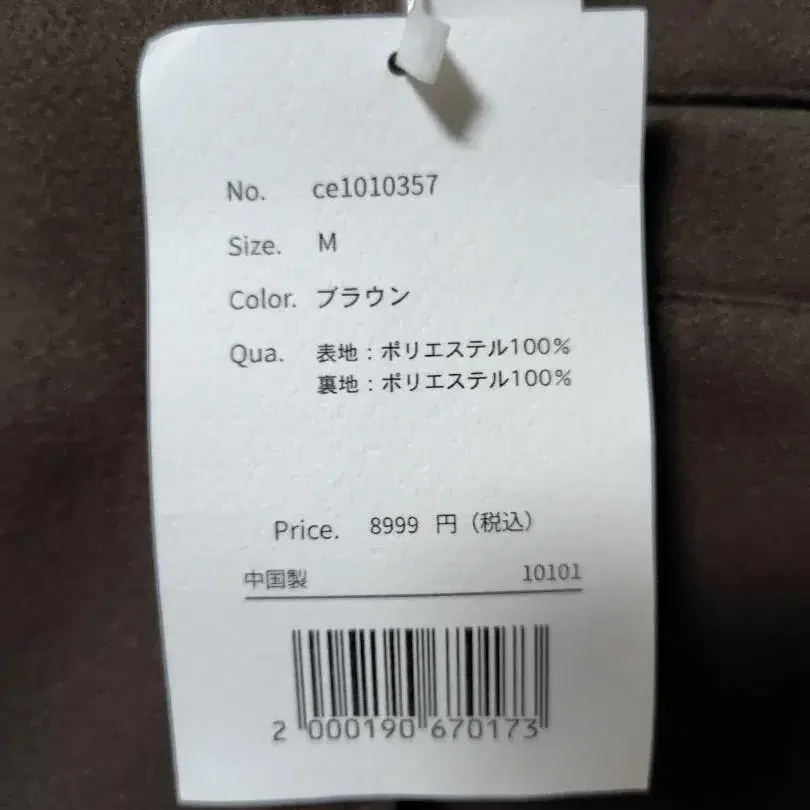 No. ce1010357
Size. M
Color. ブラウン
Qua. 表地：ポリエステル100%
裏地：ポリエステル100%
Price. 8999 円（税込）
中国製 10101
2 000190 670173